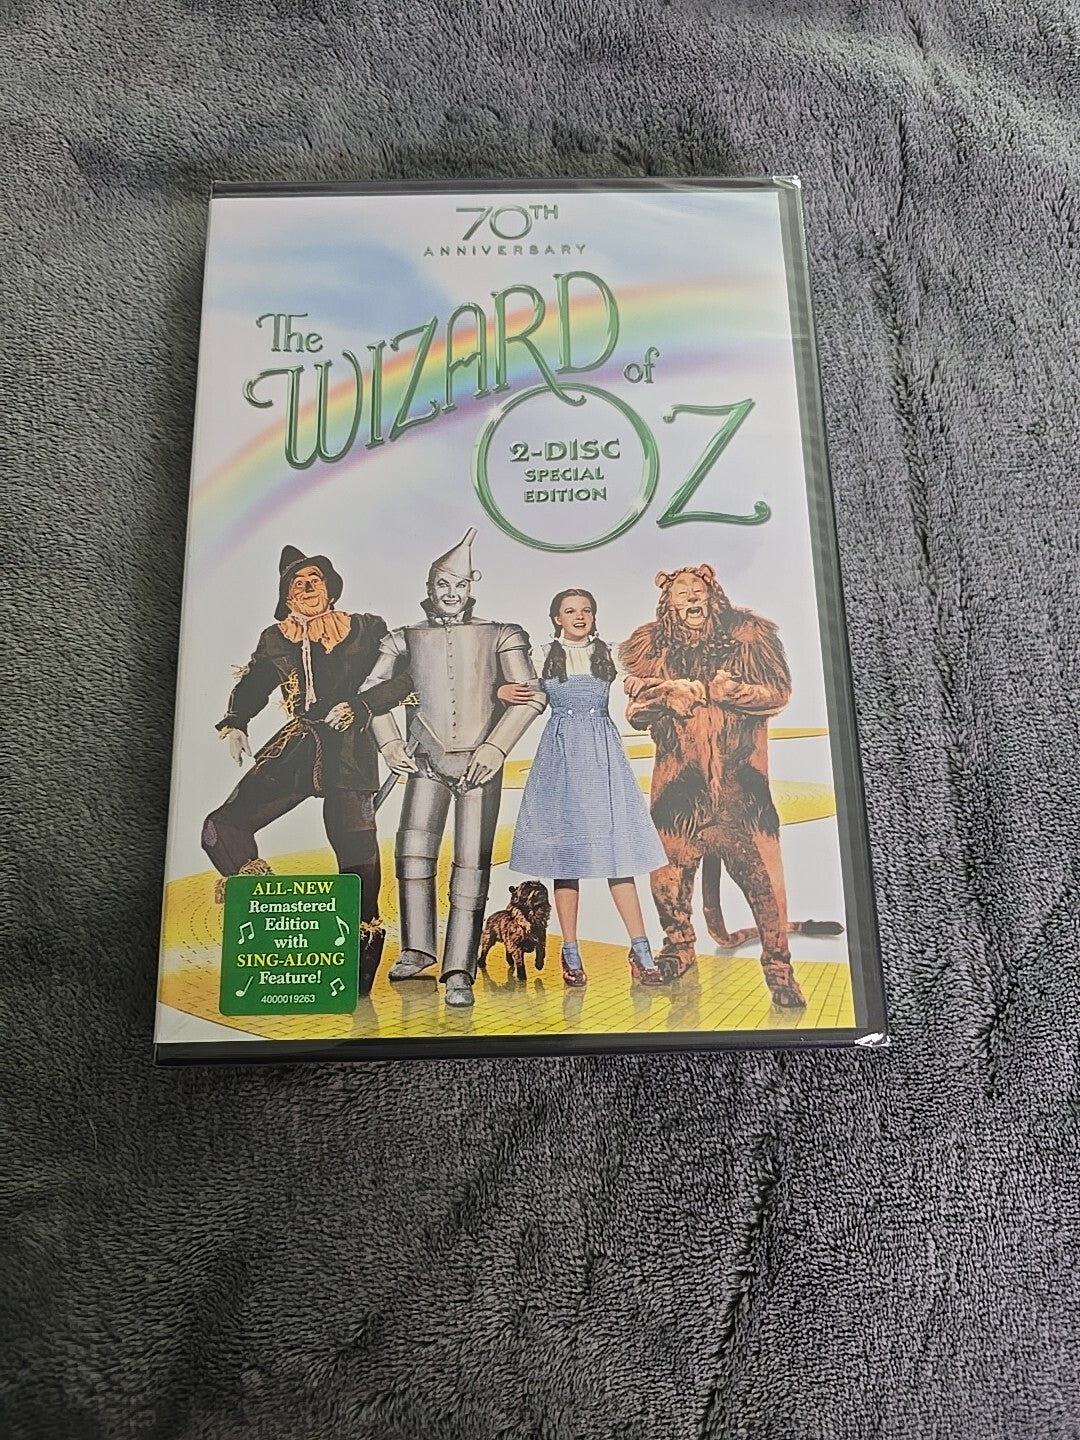 70TH
ANNIVERSARY
The
WIZARD
of
OZ
2-DISC
SPECIAL
EDITION
ALL-NEW
Remastered
Edition
with
SING-ALONG
Feature!
4000019263